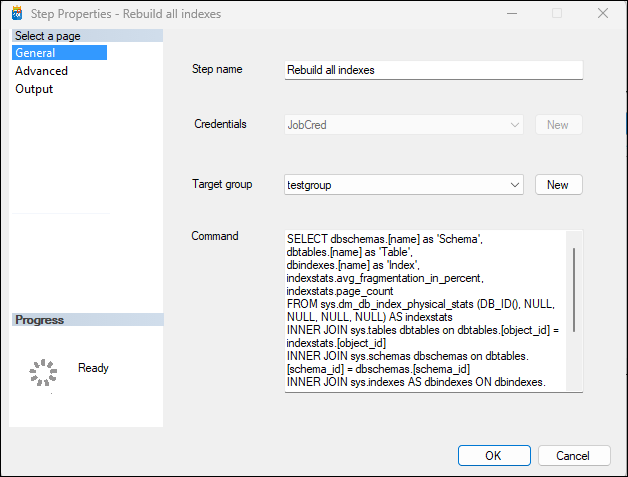 Step Properties - Rebuild all indexes
Select a page
General
Advanced
Output
Step name
Rebuild all indexes
Credentials
JobCred
New
Target group
testgroup
New
Command
SELECT dbschemas.[name] as 'Schema',
dbtables.[name] as 'Table',
dbindexes.[name] as 'Index',
indexstats.avg_fragmentation_in_percent,
indexstats.page_count
FROM sys.dm_db_index_physical_stats (DB_ID(), NULL,
NULL, NULL, NULL) AS indexstats
INNER JOIN sys.tables dbtables on dbtables.[object_id] =
indexstats.[object_id]
INNER JOIN sys.schemas dbschemas on dbtables.
[schema_id] = dbschemas.[schema_id]
INNER JOIN sys.indexes AS dbindexes ON dbindexes.
Progress
Ready
OK
Cancel